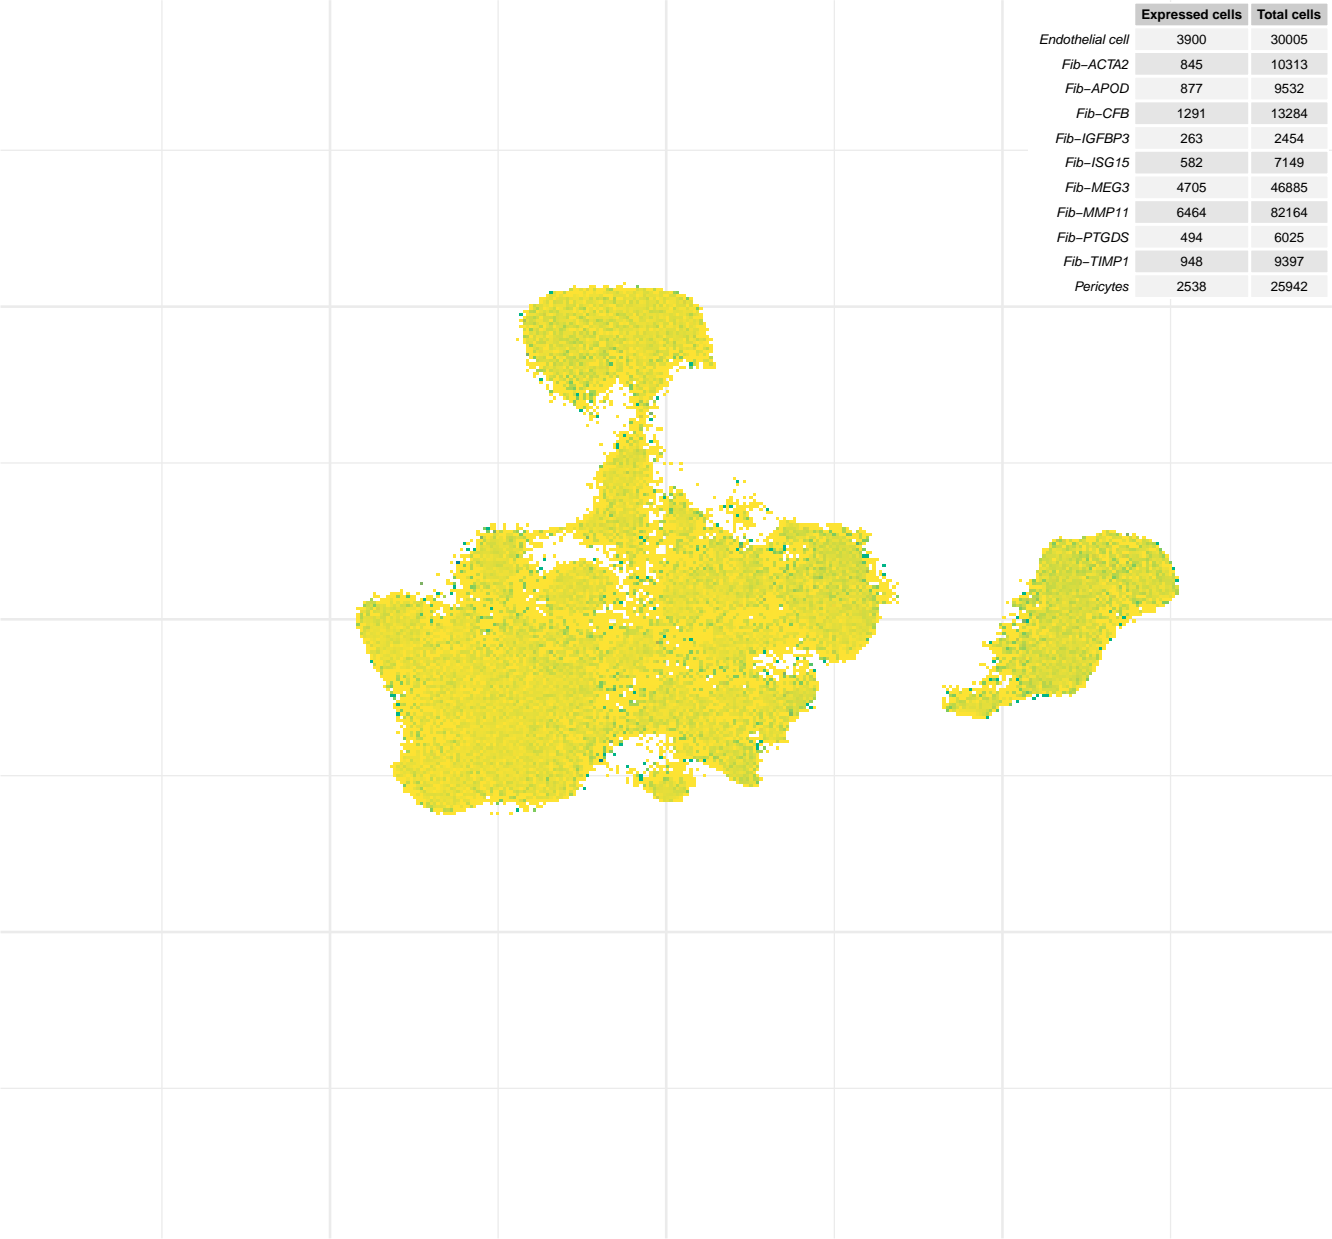 Expressed cells Total cells
Endothelial cell 3900 30005
Fib−ACTA2 845 10313
Fib−APOD 877 9532
Fib−CFB 1291 13284
Fib−IGFBP3 263 2454
Fib−ISG15 582 7149
Fib−MEG3 4705 46885
Fib−MMP11 6464 82164
Fib−PTGDS 494 6025
Fib−TIMP1 948 9397
Pericytes 2538 25942